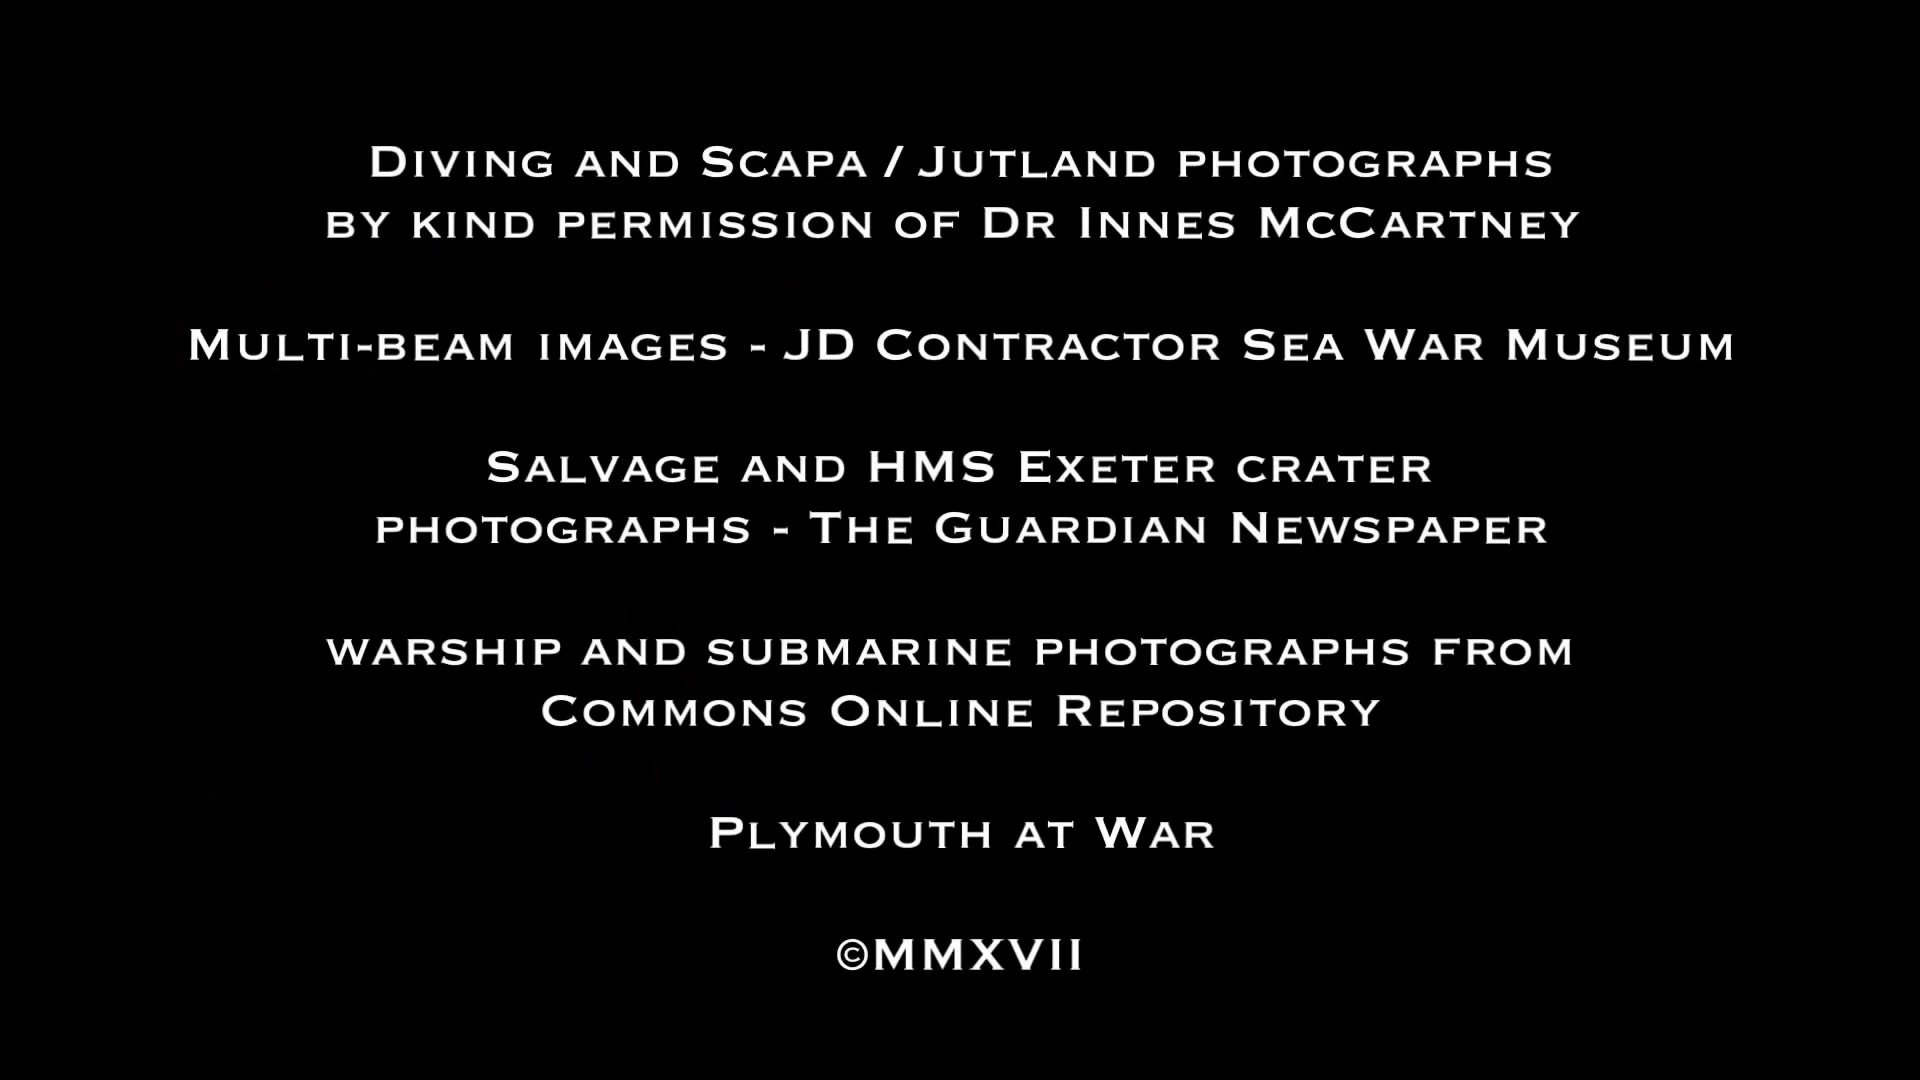 Diving and Scapa / Jutland photographs
by kind permission of Dr Innes McCartney
Multi-beam images - JD Contractor Sea War Museum
Salvage and HMS Exeter crater
photographs - The Guardian Newspaper
warship and submarine photographs from
Commons Online Repository
Plymouth at War
©MMXVII